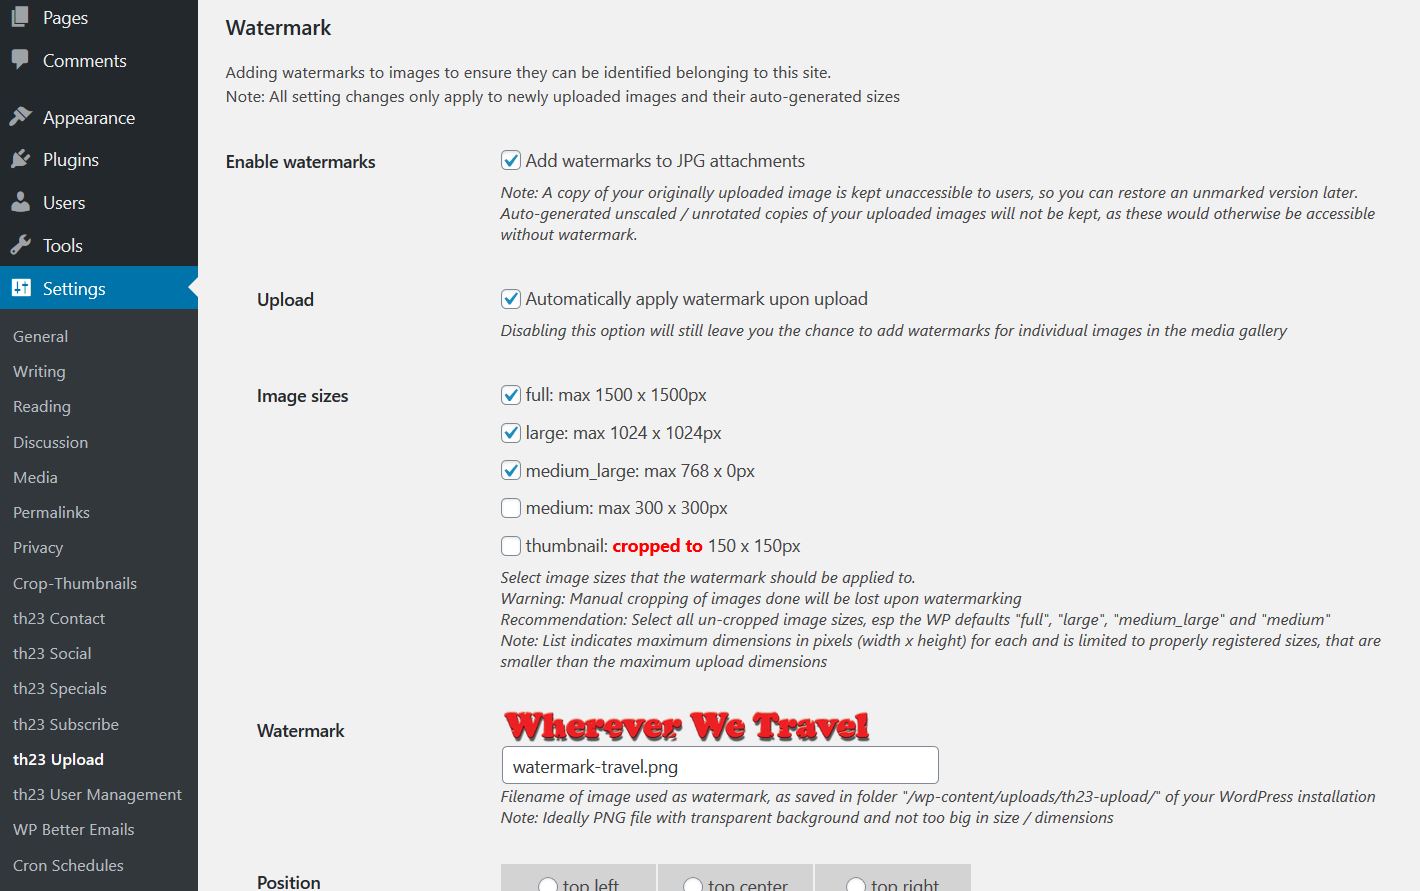 Pages
Comments
Appearance
Plugins
Users
Tools
Settings
General
Writing
Reading
Discussion
Media
Permalinks
Privacy
Crop-Thumbnails
th23 Contact
th23 Social
th23 Specials
th23 Subscribe
th23 Upload
th23 User Management
WP Better Emails
Cron Schedules
Watermark
Adding watermarks to images to ensure they can be identified belonging to this site.
Note: All setting changes only apply to newly uploaded images and their auto-generated sizes
Enable watermarks
Add watermarks to JPG attachments
Note: A copy of your originally uploaded image is kept unaccessible to users, so you can restore an unmarked version later.
Auto-generated unscaled / unrotated copies of your uploaded images will not be kept, as these would otherwise be accessible
without watermark.
Upload
Automatically apply watermark upon upload
Disabling this option will still leave you the chance to add watermarks for individual images in the media gallery
Image sizes
full: max 1500 x 1500px
large: max 1024 x 1024px
medium_large: max 768 x 0px
medium: max 300 x 300px
thumbnail: cropped to 150 x 150px
Select image sizes that the watermark should be applied to.
Warning: Manual cropping of images done will be lost upon watermarking
Recommendation: Select all un-cropped image sizes, esp the WP defaults "full", "large", "medium_large" and "medium"
Note: List indicates maximum dimensions in pixels (width x height) for each and is limited to properly registered sizes, that are
smaller than the maximum upload dimensions
Watermark
Wherever We Travel
watermark-travel.png
Filename of image used as watermark, as saved in folder "/wp-content/uploads/th23-upload/" of your WordPress installation
Note: Ideally PNG file with transparent background and not too big in size / dimensions
Position
top left
top center
top right